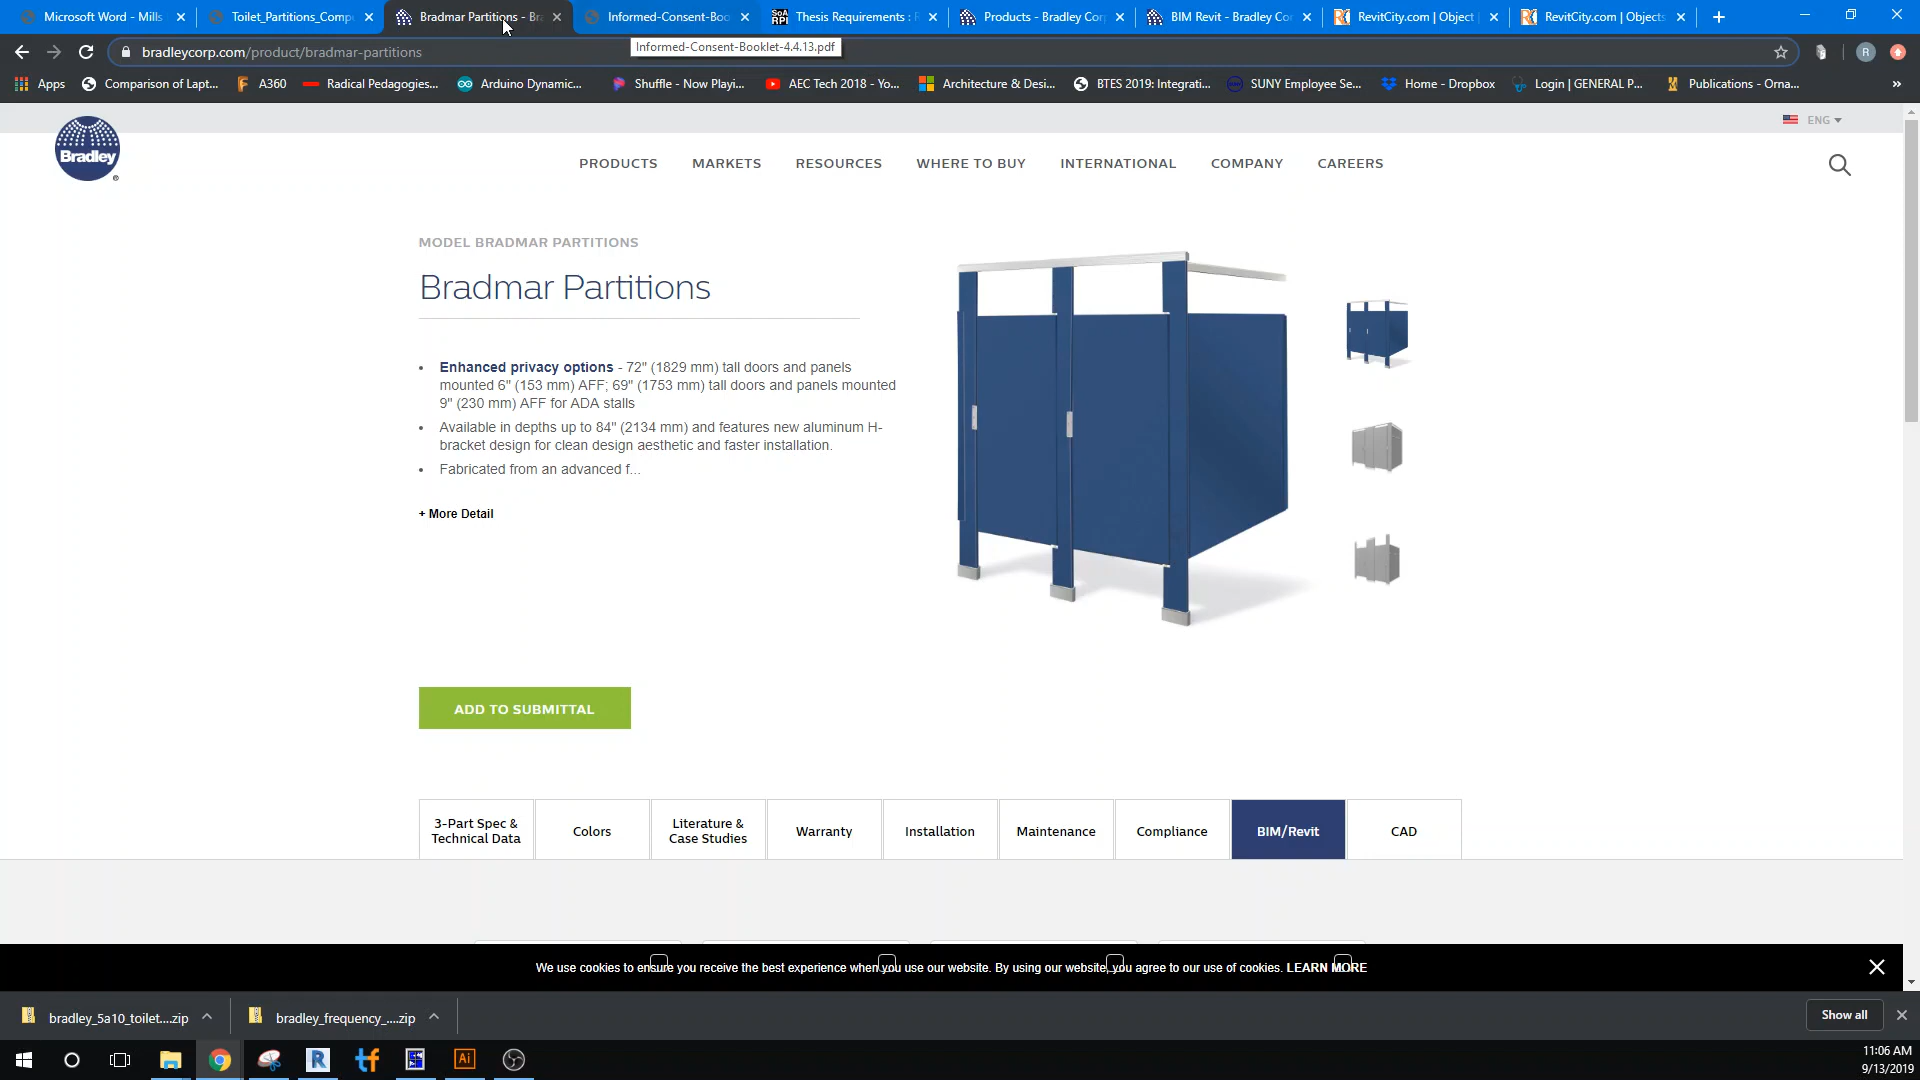 Microsoft Word - Mills
Toilet_Partitions_Comp
Bradmar Partitions - Br
Informed-Consent-Boo
Thesis Requirements :
Products - Bradley Cor
BIM Revit - Bradley Co
RevitCity.com | Object
RevitCity.com | Objects
bradleycorp.com/product/bradmar-partitions
Informed-Consent-Booklet-4.4.13.pdf
R
Apps
Comparison of Lapt...
A360
Radical Pedagogies...
Arduino Dynamic...
Shuffle - Now Playi...
AEC Tech 2018 - Yo...
Architecture & Desi...
BTES 2019: Integrati...
SUNY Employee Se...
Home - Dropbox
Login | GENERAL P...
Publications - Orna...
»
ENG
Bradley
®
PRODUCTS
MARKETS
RESOURCES
WHERE TO BUY
INTERNATIONAL
COMPANY
CAREERS
MODEL BRADMAR PARTITIONS
Bradmar Partitions
• Enhanced privacy options - 72" (1829 mm) tall doors and panels
mounted 6" (153 mm) AFF; 69" (1753 mm) tall doors and panels mounted
9" (230 mm) AFF for ADA stalls
• Available in depths up to 84" (2134 mm) and features new aluminum H-
bracket design for clean design aesthetic and faster installation.
• Fabricated from an advanced f...
+ More Detail
ADD TO SUBMITTAL
3-Part Spec &
Technical Data
Colors
Literature &
Case Studies
Warranty
Installation
Maintenance
Compliance
BIM/Revit
CAD
We use cookies to ensure you receive the best experience when you use our website. By using our website, you agree to our use of cookies. LEARN MORE
bradley_5a10_toilet....zip
bradley_frequency_....zip
Show all
R
Ai
11:06 AM
9/13/2019